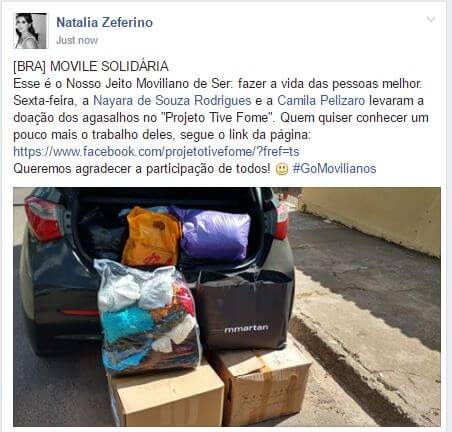 Natalia Zeferino
Just now
[BRA] MOVILE SOLIDÁRIA
Esse é o Nosso Jeito Moviliano de Ser: fazer a vida das pessoas melhor.
Sexta-feira, a Nayara de Souza Rodrigues e a Camila Pelizaro levaram a
doação dos agasalhos no "Projeto Tive Fome". Quem quiser conhecer um
pouco mais o trabalho deles, segue o link da página:
https://www.facebook.com/projetotivefome/?fref=ts
Queremos agradecer a participação de todos! 🙂 #GoMovilianos
mmartan